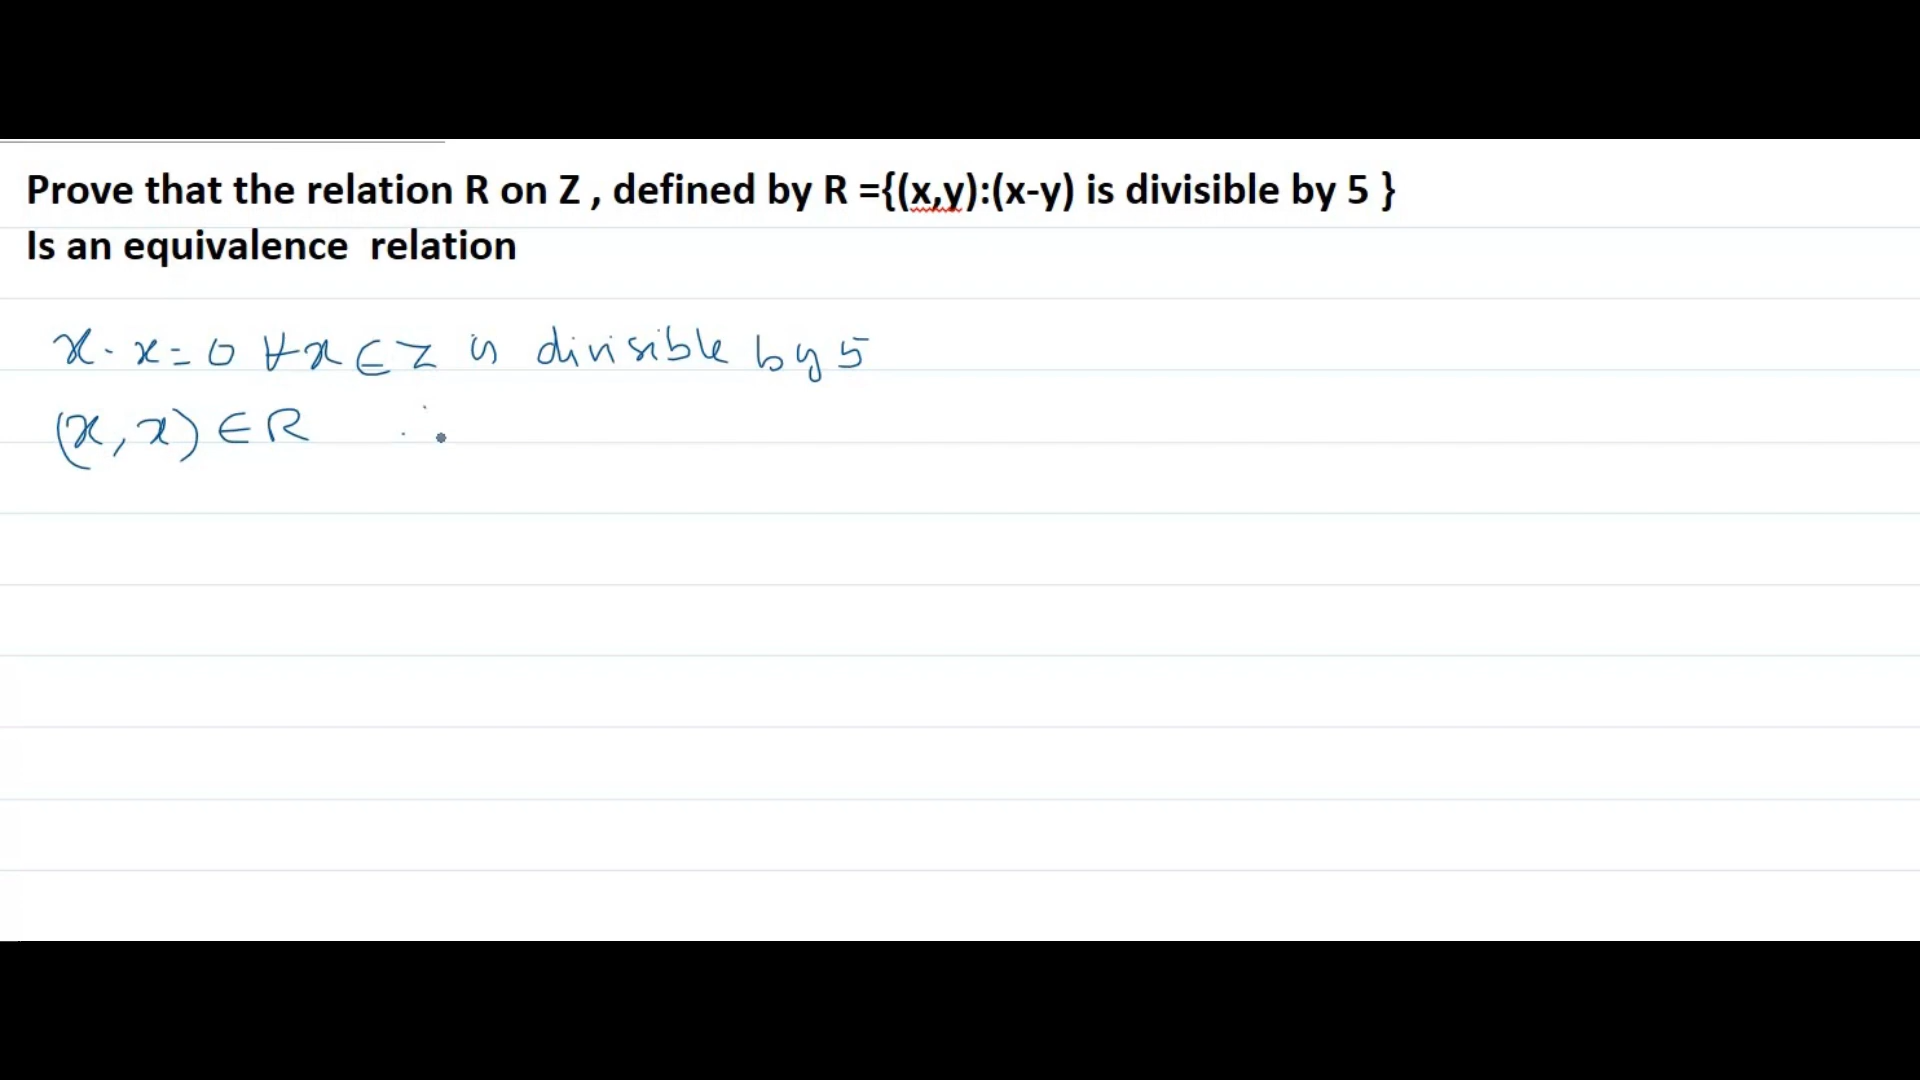 Prove that the relation R on Z , defined by R ={(x,y):(x-y) is divisible by 5 }
Is an equivalence relation
x - x = 0 ∀ x ∈ Z is divisible by 5
(x, x) ∈ R ∴